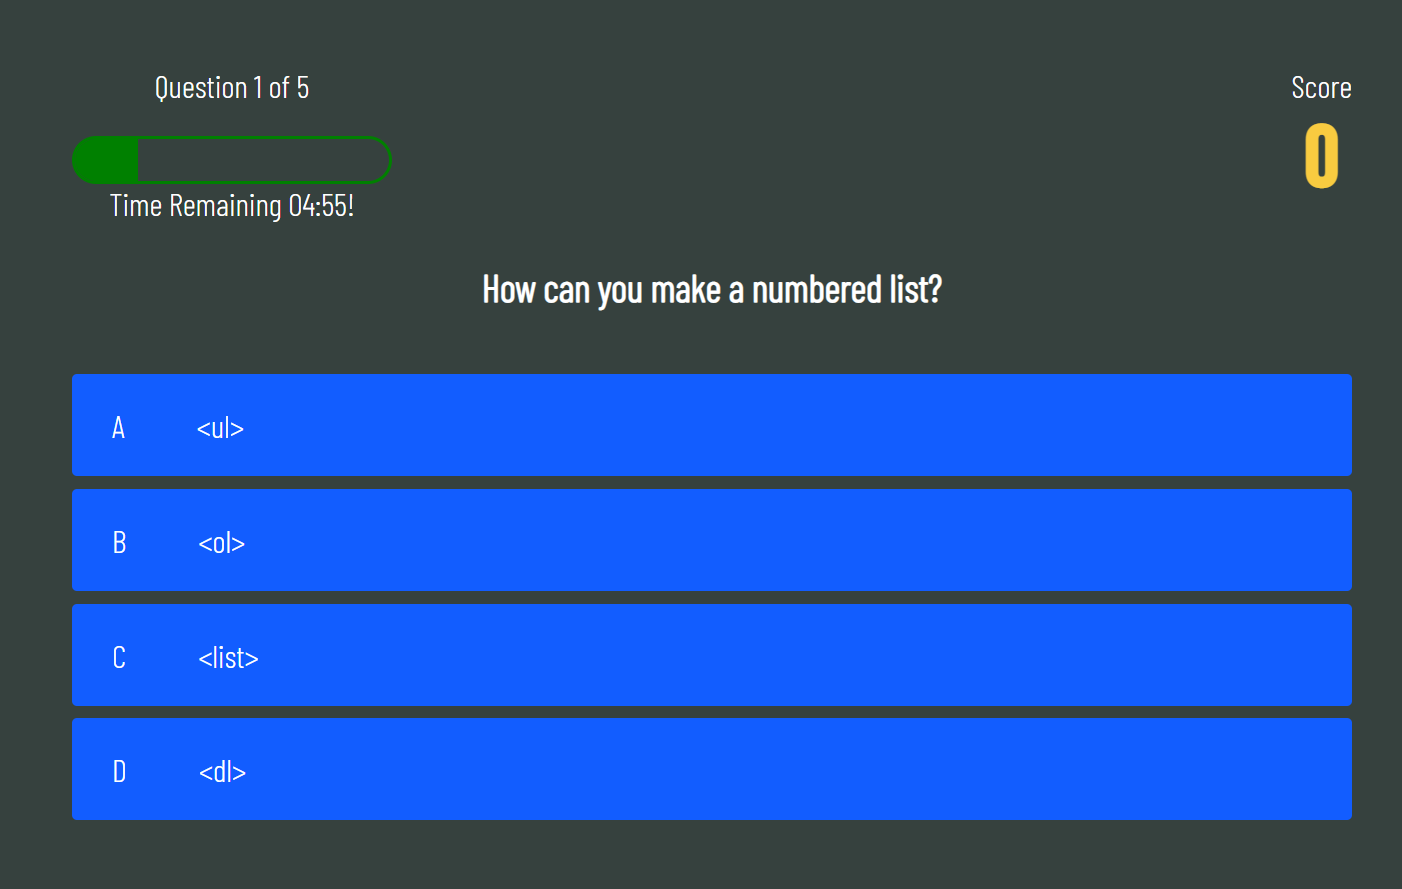 Question 1 of 5
Score
0
Time Remaining 04:55!
How can you make a numbered list?
A <ul>
B <ol>
C <list>
D <dl>